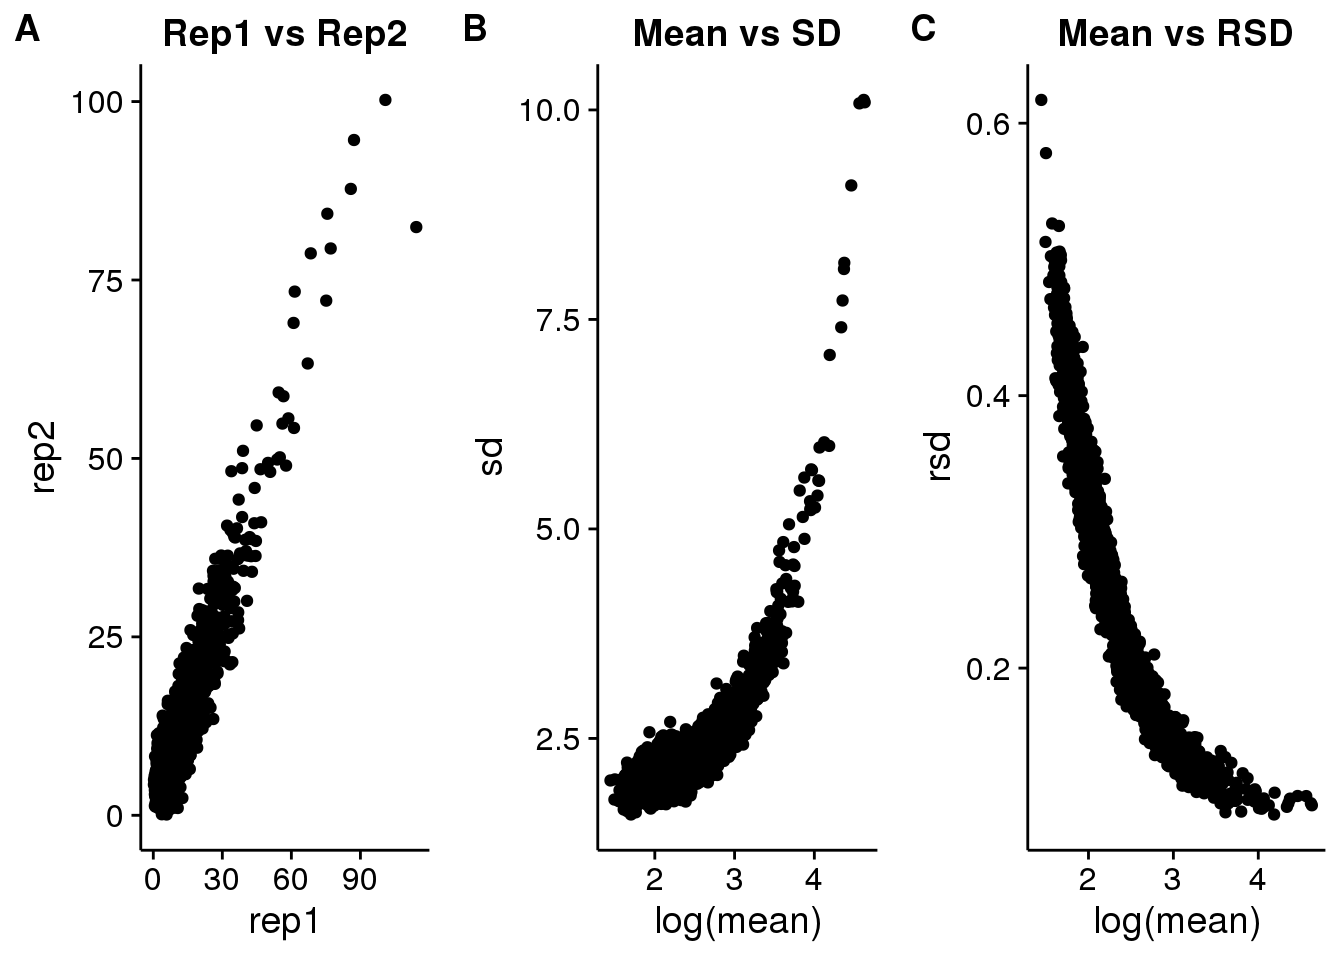 A
Rep1 vs Rep2
100
75
50
25
0
rep2
0 30 60 90
rep1
B
Mean vs SD
10.0
7.5
5.0
2.5
sd
2 3 4
log(mean)
C
Mean vs RSD
0.6
0.4
0.2
rsd
2 3 4
log(mean)